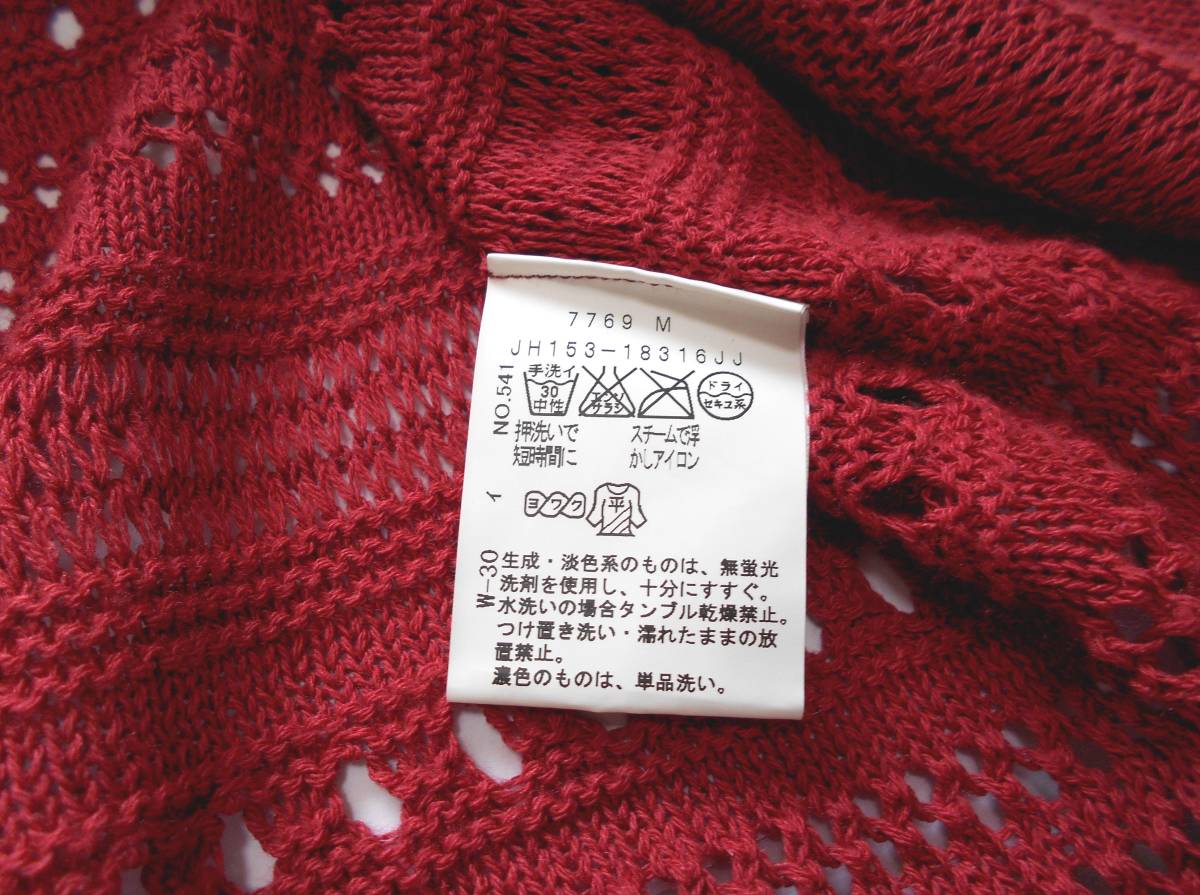 7769 M
JH153-18316JJ
NO.541
手洗イ
30
中性
エンソ
サラシ
ドライ
セキユ系
押洗いで
短時間に
スチームで浮
かしアイロン
イ
ヨワク
平
W-30
生成・淡色系のものは、無蛍光
洗剤を使用し、十分にすすぐ。
水洗いの場合タンブル乾燥禁止。
つけ置き洗い・濡れたままの放
置禁止。
濃色のものは、単品洗い。